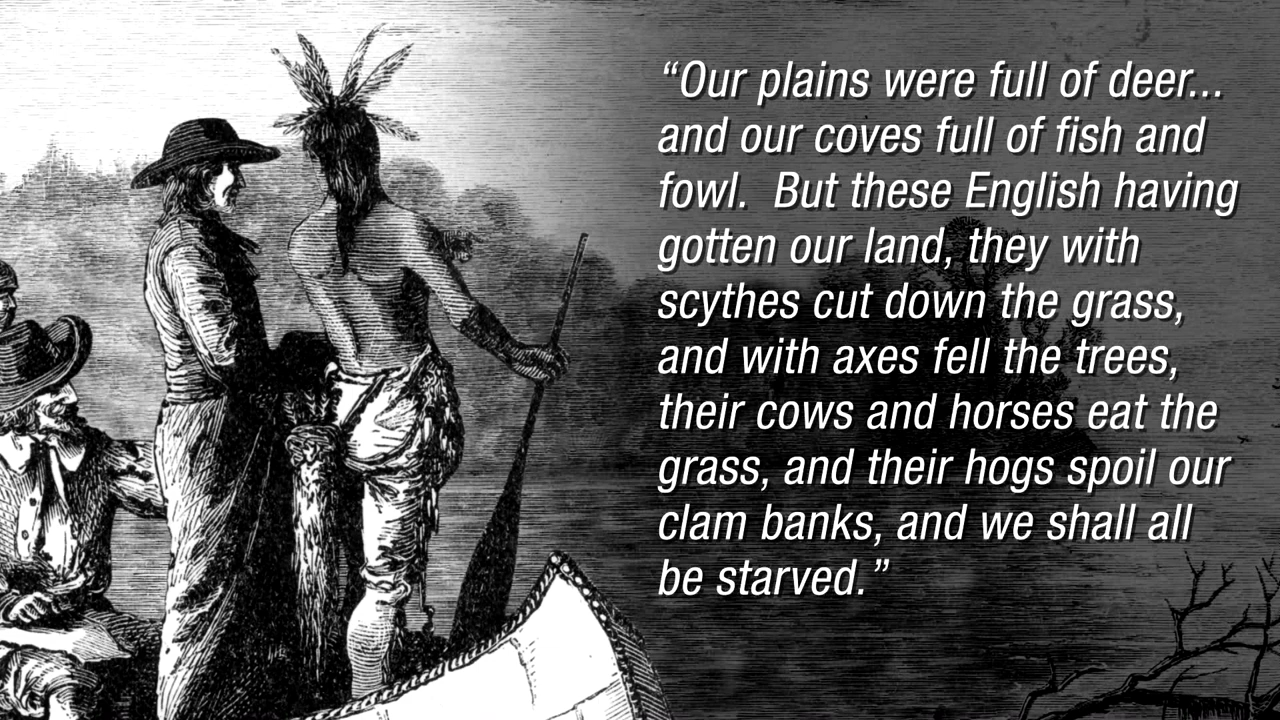 “Our plains were full of deer...
and our coves full of fish and
fowl.  But these English having
gotten our land, they with
scythes cut down the grass,
and with axes fell the trees,
their cows and horses eat the
grass, and their hogs spoil our
clam banks, and we shall all
be starved.”